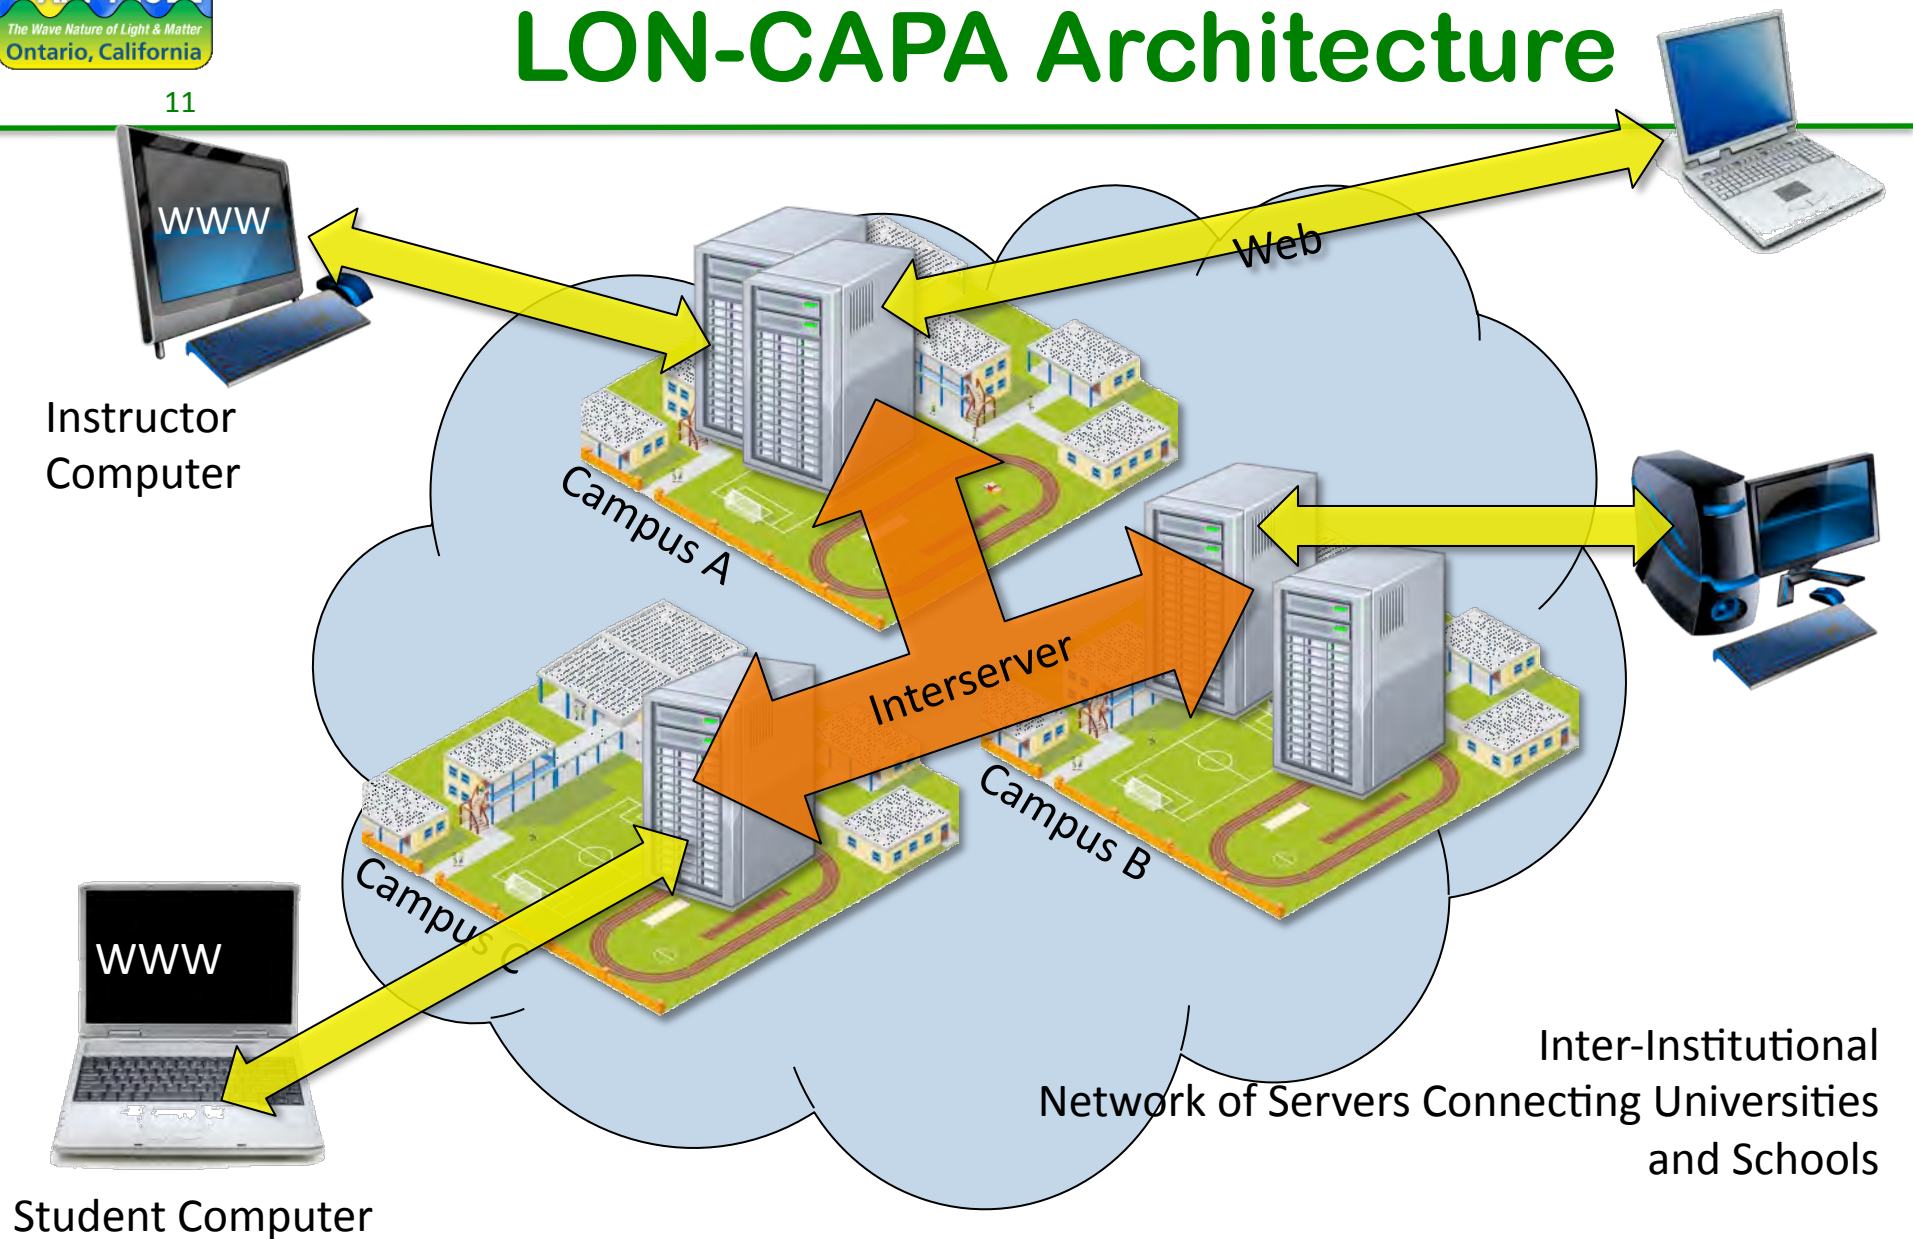 The Wave Nature of Light & Matter
Ontario, California
LON-CAPA Architecture
11
WWW
Web
Instructor
Computer
Campus A
Interserver
Campus B
Campus C
WWW
Inter-Institutional
Network of Servers Connecting Universities
and Schools
Student Computer